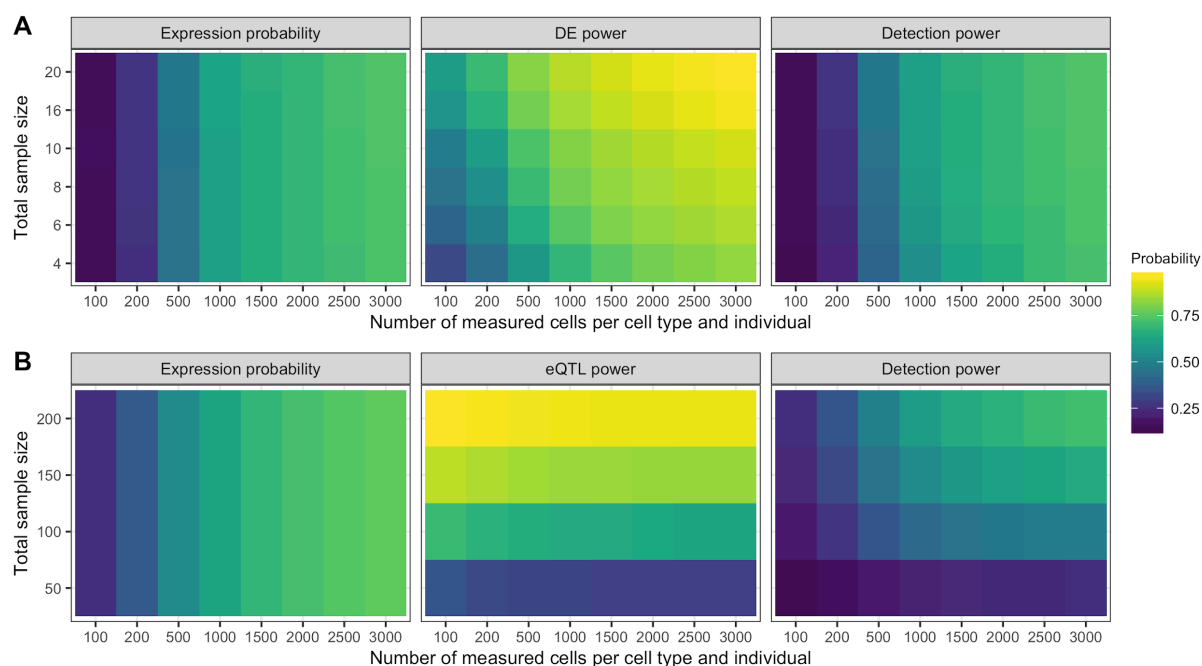 A
Expression probability
DE power
Detection power
Total sample size
20
16
10
8
6
4
100 200 500 1000 1500 2000 2500 3000
100 200 500 1000 1500 2000 2500 3000
100 200 500 1000 1500 2000 2500 3000
Number of measured cells per cell type and individual
Probability
0.75
0.50
0.25
B
Expression probability
eQTL power
Detection power
Total sample size
200
150
100
50
100 200 500 1000 1500 2000 2500 3000
100 200 500 1000 1500 2000 2500 3000
100 200 500 1000 1500 2000 2500 3000
Number of measured cells per cell type and individual